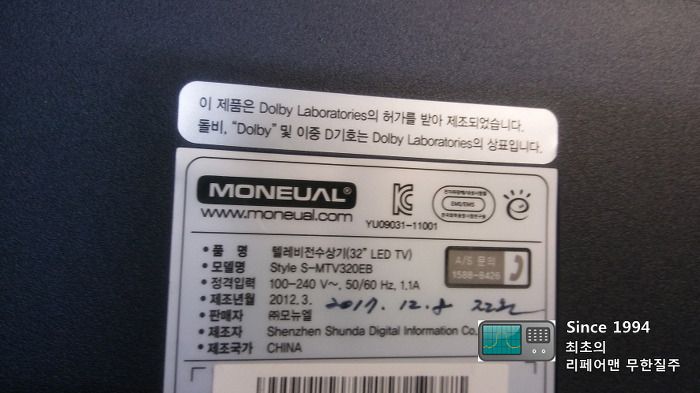 이 제품은 Dolby Laboratories의 허가를 받아 제조되었습니다.
돌비, “Dolby” 및 이중 D기호는 Dolby Laboratories의 상표입니다.
MONEUAL®
www.moneual.com
YU09031-11001
EMI/EMS
• 품 명 텔레비전수상기(32" LED TV)
• 모델명 Style S-MTV320EB
• 정격입력 100-240 V~, 50/60 Hz, 1.1A
• 제조년월 2012.3.
• 판매자 ㈜모뉴엘
• 제조자 Shenzhen Shunda Digital Information Co.
• 제조국가 CHINA
A/S 문의
1588-8426
2017. 12. 8
Since 1994
최초의
리페어맨 무한질주